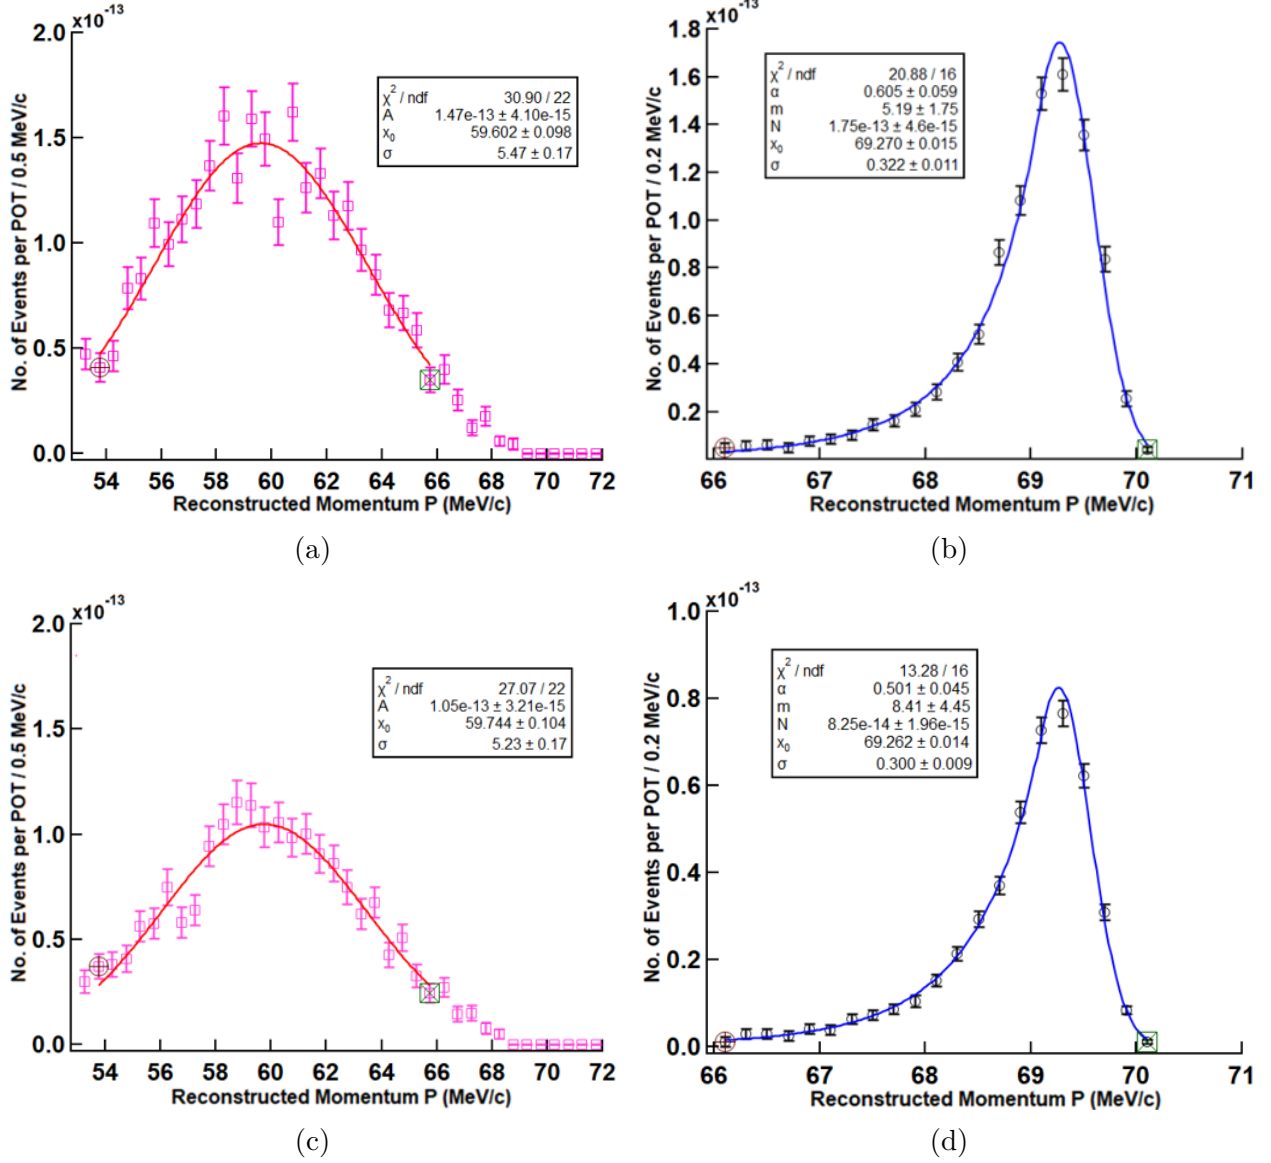 x10⁻¹³
2.0
1.5
1.0
0.5
0.0
No. of Events per POT / 0.5 MeV/c
χ² / ndf 30.90 / 22
A 1.47e-13 ± 4.10e-15
x₀ 59.602 ± 0.098
σ 5.47 ± 0.17
54 56 58 60 62 64 66 68 70 72
Reconstructed Momentum P (MeV/c)
(a)
x10⁻¹³
1.8
1.6
1.4
1.2
1.0
0.8
0.6
0.4
0.2
No. of Events per POT / 0.2 MeV/c
χ² / ndf 20.88 / 16
α 0.605 ± 0.059
m 5.19 ± 1.75
N 1.75e-13 ± 4.6e-15
x₀ 69.270 ± 0.015
σ 0.322 ± 0.011
66 67 68 69 70 71
Reconstructed Momentum P (MeV/c)
(b)
x10⁻¹³
2.0
1.5
1.0
0.5
0.0
No. of Events per POT / 0.5 MeV/c
χ² / ndf 27.07 / 22
A 1.05e-13 ± 3.21e-15
x₀ 59.744 ± 0.104
σ 5.23 ± 0.17
54 56 58 60 62 64 66 68 70 72
Reconstructed Momentum P (MeV/c)
(c)
x10⁻¹³
1.0
0.8
0.6
0.4
0.2
0.0
No. of Events per POT / 0.2 MeV/c
χ² / ndf 13.28 / 16
α 0.501 ± 0.045
m 8.41 ± 4.45
N 8.25e-14 ± 1.96e-15
x₀ 69.262 ± 0.014
σ 0.300 ± 0.009
66 67 68 69 70 71
Reconstructed Momentum P (MeV/c)
(d)